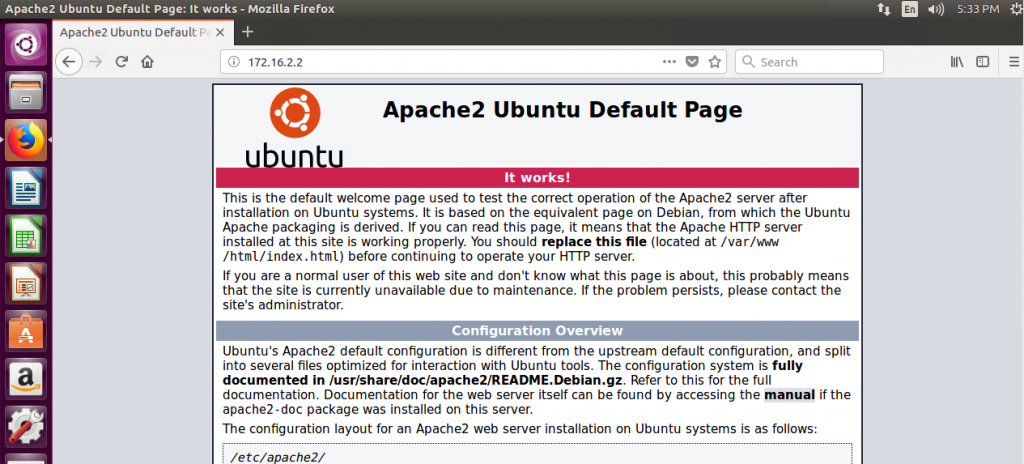 Apache2 Ubuntu Default Page: It works - Mozilla Firefox
En
5:33 PM
Apache2 Ubuntu Default Pa
172.16.2.2
Search
Apache2 Ubuntu Default Page
ubuntu
It works!
This is the default welcome page used to test the correct operation of the Apache2 server after
installation on Ubuntu systems. It is based on the equivalent page on Debian, from which the Ubuntu
Apache packaging is derived. If you can read this page, it means that the Apache HTTP server
installed at this site is working properly. You should replace this file (located at /var/www
/html/index.html) before continuing to operate your HTTP server.
If you are a normal user of this web site and don't know what this page is about, this probably means
that the site is currently unavailable due to maintenance. If the problem persists, please contact the
site's administrator.
Configuration Overview
Ubuntu's Apache2 default configuration is different from the upstream default configuration, and split
into several files optimized for interaction with Ubuntu tools. The configuration system is fully
documented in /usr/share/doc/apache2/README.Debian.gz. Refer to this for the full
documentation. Documentation for the web server itself can be found by accessing the manual if the
apache2-doc package was installed on this server.
The configuration layout for an Apache2 web server installation on Ubuntu systems is as follows:
/etc/apache2/